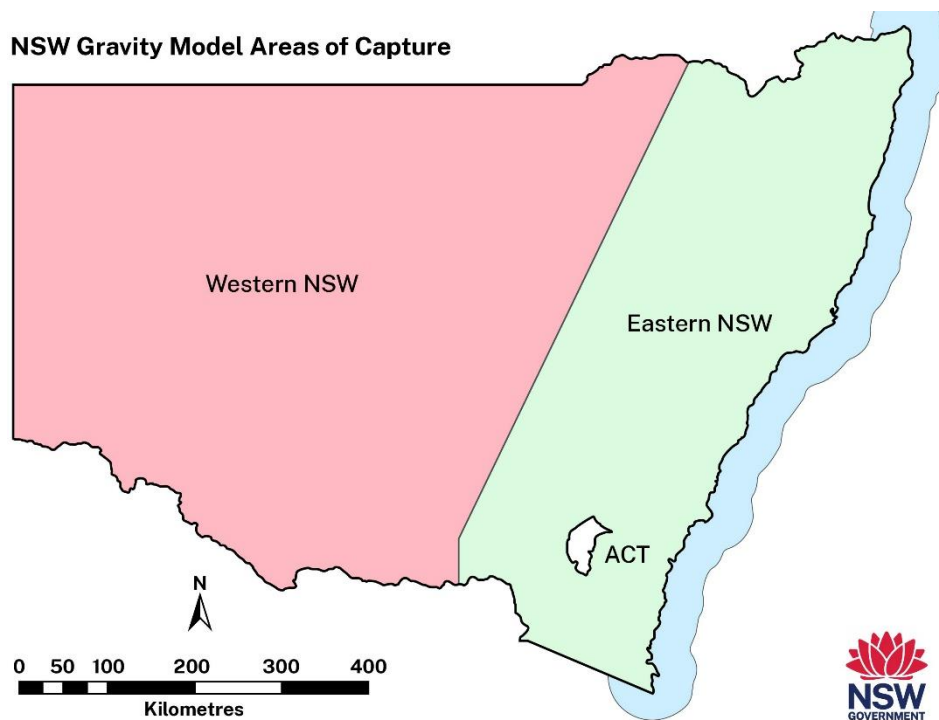 NSW Gravity Model Areas of Capture
Western NSW
Eastern NSW
ACT
N
0 50 100 200 300 400
Kilometres
NSW
GOVERNMENT